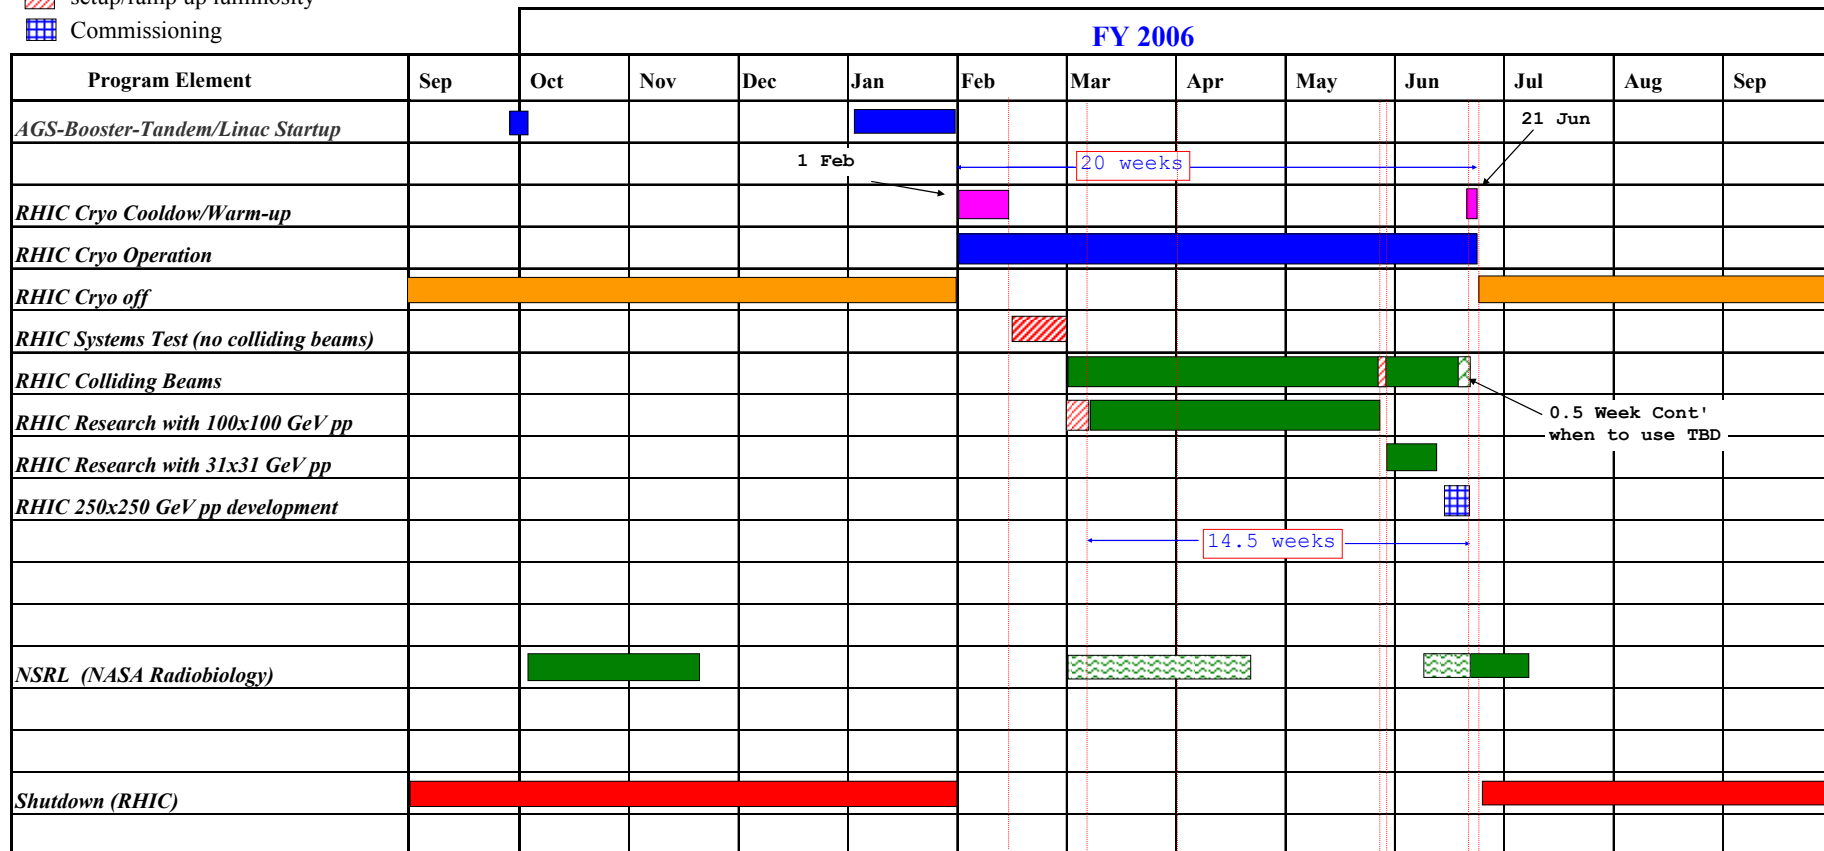 setup/ramp up luminosity
Commissioning
FY 2006
Program Element Sep Oct Nov Dec Jan Feb Mar Apr May Jun Jul Aug Sep
AGS-Booster-Tandem/Linac Startup
21 Jun
1 Feb
20 weeks
RHIC Cryo Cooldow/Warm-up
RHIC Cryo Operation
RHIC Cryo off
RHIC Systems Test (no colliding beams)
RHIC Colliding Beams
RHIC Research with 100x100 GeV pp
0.5 Week Cont'
when to use TBD
RHIC Research with 31x31 GeV pp
RHIC 250x250 GeV pp development
14.5 weeks
NSRL (NASA Radiobiology)
Shutdown (RHIC)